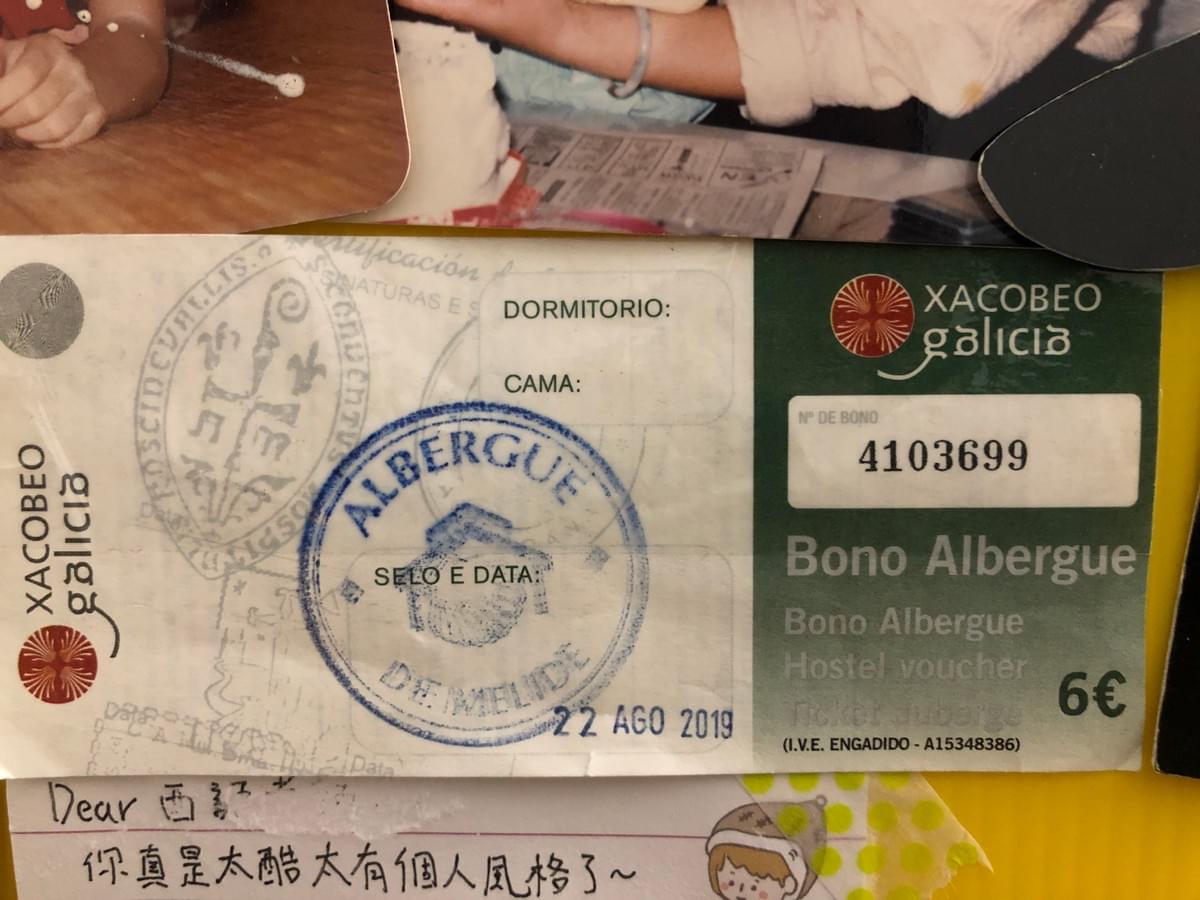 XACOBEO
galicia
DORMITORIO:
CAMA:
SELO E DATA:
ALBERGUE
DE MELIDE
22 AGO 2019
XACOBEO
galicia
Nº DE BONO
4103699
Bono Albergue
Bono Albergue
Hostel voucher
6€
(I.V.E. ENGADIDO - A15348386)
Data
Dear 西
你真是太酷太有個人風格了~